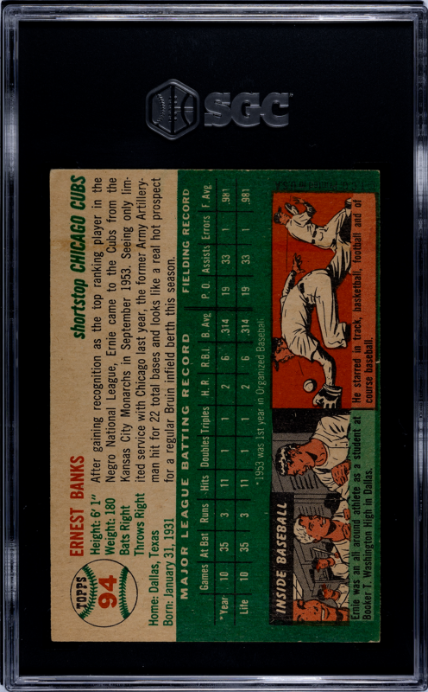 SGC
TOPPS
94
ERNEST BANKS
shortstop CHICAGO CUBS
Height: 6' 1"
Weight: 180
Bats Right
Throws Right
Home: Dallas, Texas
Born: January 31, 1931
After gaining recognition as the top ranking player in the
Negro National League, Ernie came to the Cubs from the
Kansas City Monarchs in September 1953. Seeing only lim-
ited service with Chicago last year, the former Army Artillery-
man hit for 22 total bases and looks like a real hot prospect
for a regular Bruin infield berth this season.
MAJOR LEAGUE BATTING RECORD FIELDING RECORD
Games At Bat Runs Hits Doubles Triples H.R. R.B.I. B.Avg. P.O. Assists Errors F.Avg.
*Year 10 35 3 11 1 1 2 6 .314 19 33 1 .981
Life 10 35 3 11 1 1 2 6 .314 19 33 1 .981
*1953 was 1st year in Organized Baseball
INSIDE BASEBALL
Ernie was an all around athlete as a student at
Booker T. Washington High in Dallas.
He starred in track, basketball, football and of
course baseball.